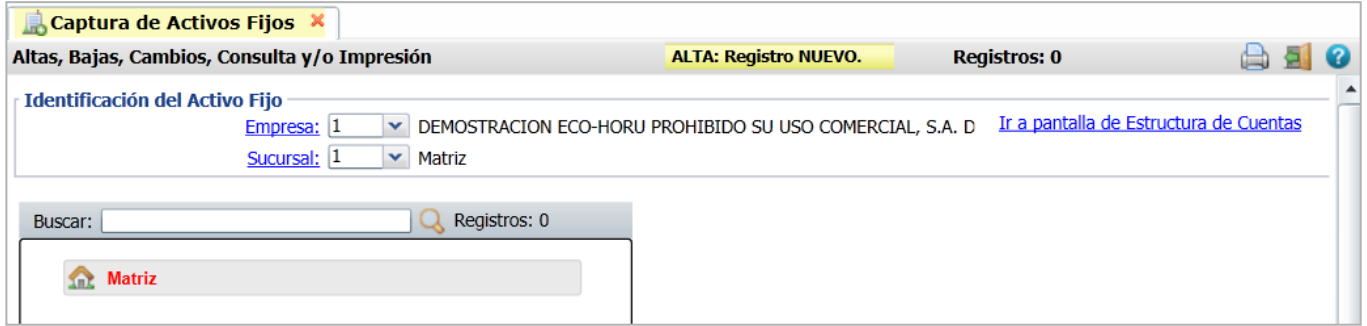 Captura de Activos Fijos
Altas, Bajas, Cambios, Consulta y/o Impresión ALTA: Registro NUEVO. Registros: 0
Identificación del Activo Fijo
Empresa: 1 DEMOSTRACION ECO-HORU PROHIBIDO SU USO COMERCIAL, S.A. D Ir a pantalla de Estructura de Cuentas
Sucursal: 1 Matriz
Buscar: Registros: 0
Matriz